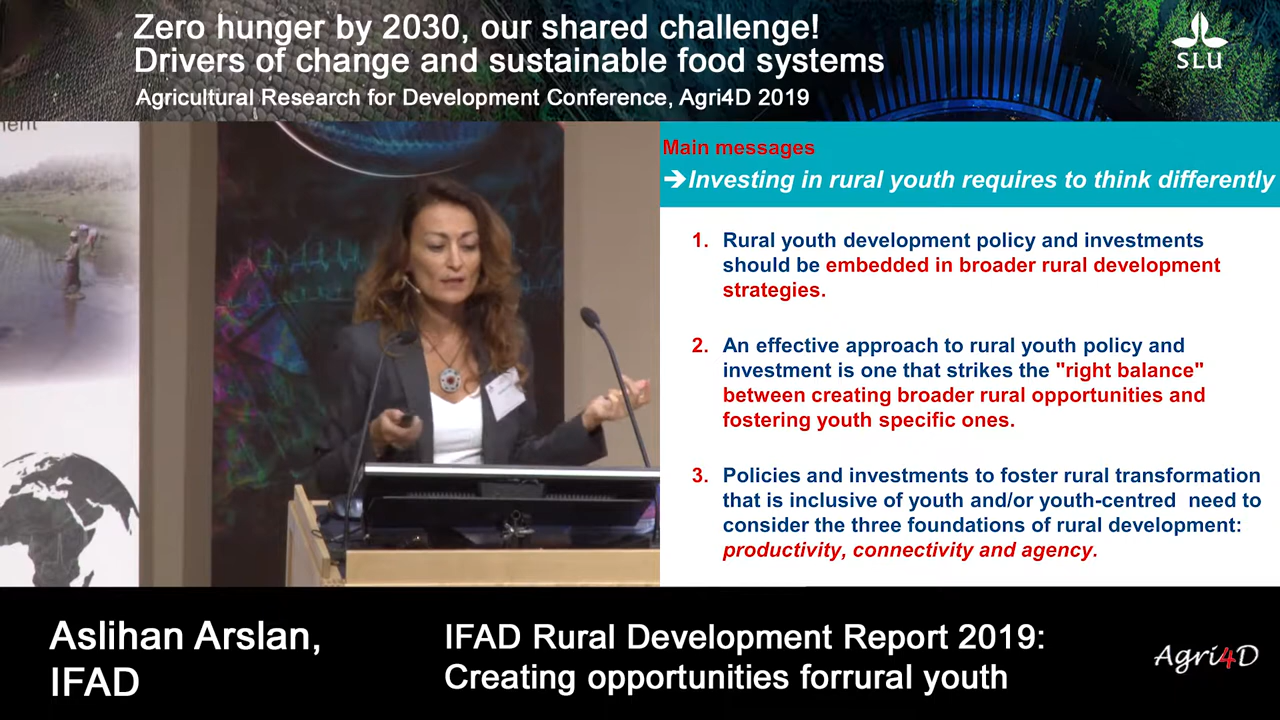 Zero hunger by 2030, our shared challenge!
Drivers of change and sustainable food systems
Agricultural Research for Development Conference, Agri4D 2019
SLU
Main messages
➔Investing in rural youth requires to think differently
1. Rural youth development policy and investments
should be embedded in broader rural development
strategies.
2. An effective approach to rural youth policy and
investment is one that strikes the "right balance"
between creating broader rural opportunities and
fostering youth specific ones.
3. Policies and investments to foster rural transformation
that is inclusive of youth and/or youth-centred need to
consider the three foundations of rural development:
productivity, connectivity and agency.
Aslihan Arslan,
IFAD
IFAD Rural Development Report 2019:
Creating opportunities forrural youth
Agri4D